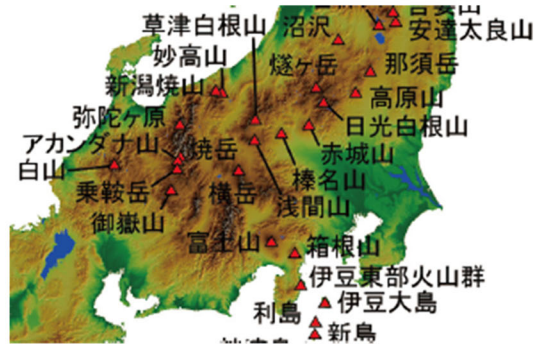 草津白根山
沼沢
安達太良山
妙高山
燧ヶ岳
那須岳
新潟焼山
高原山
弥陀ヶ原
日光白根山
アカンダナ山
焼岳
赤城山
白山
榛名山
乗鞍岳
横岳
浅間山
御嶽山
富士山
箱根山
伊豆東部火山群
伊豆大島
利島
新島